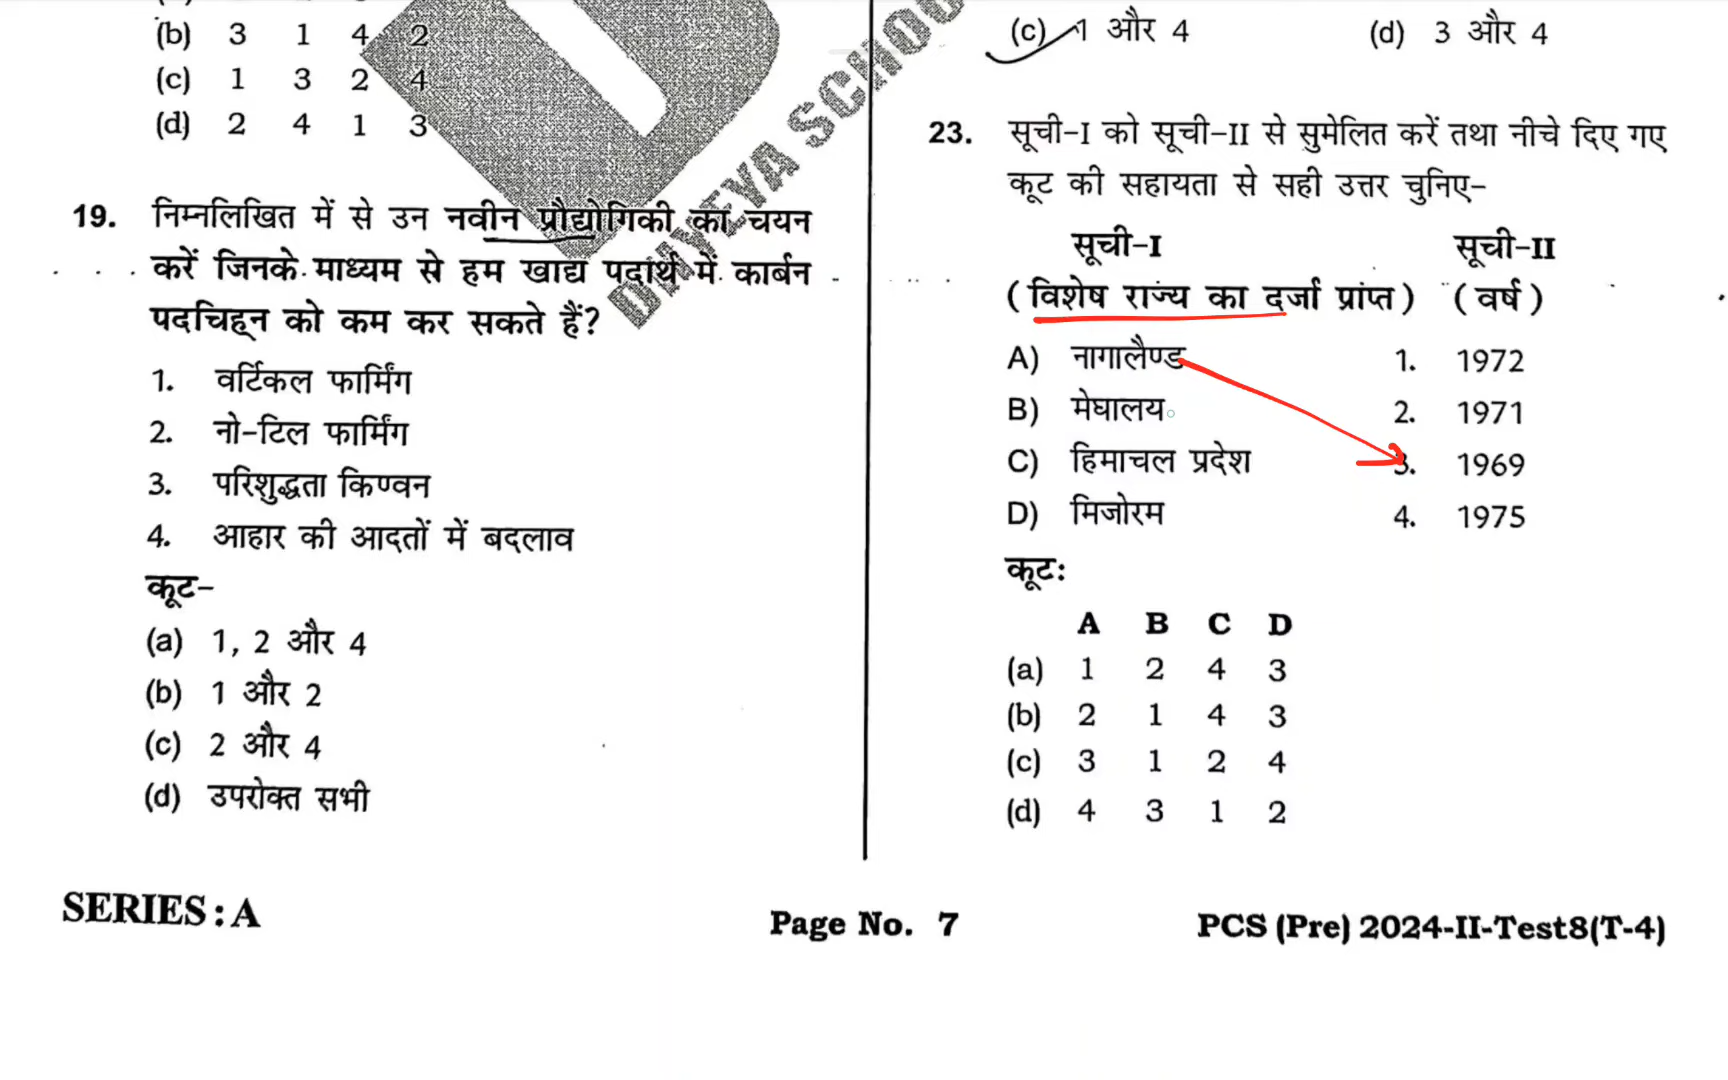 (b) 3 1 4 2
(c) 1 3 2 4
(d) 2 4 1 3
19. निम्नलिखित में से उन नवीन प्रौद्योगिकी का चयन
करें जिनके माध्यम से हम खाद्य पदार्थ में कार्बन
पदचिह्न को कम कर सकते हैं?
1. वर्टिकल फार्मिंग
2. नो-टिल फार्मिंग
3. परिशुद्धता किण्वन
4. आहार की आदतों में बदलाव
कूट-
(a) 1, 2 और 4
(b) 1 और 2
(c) 2 और 4
(d) उपरोक्त सभी
SCHOO
(c) 1 और 4 (d) 3 और 4
23. सूची-I को सूची-II से सुमेलित करें तथा नीचे दिए गए
कूट की सहायता से सही उत्तर चुनिए-
सूची-I सूची-II
(विशेष राज्य का दर्जा प्राप्त) (वर्ष)
A) नागालैण्ड 1. 1972
B) मेघालय 2. 1971
C) हिमाचल प्रदेश 3. 1969
D) मिजोरम 4. 1975
कूट:
A B C D
(a) 1 2 4 3
(b) 2 1 4 3
(c) 3 1 2 4
(d) 4 3 1 2
SERIES : A Page No. 7 PCS (Pre) 2024-II-Test8(T-4)